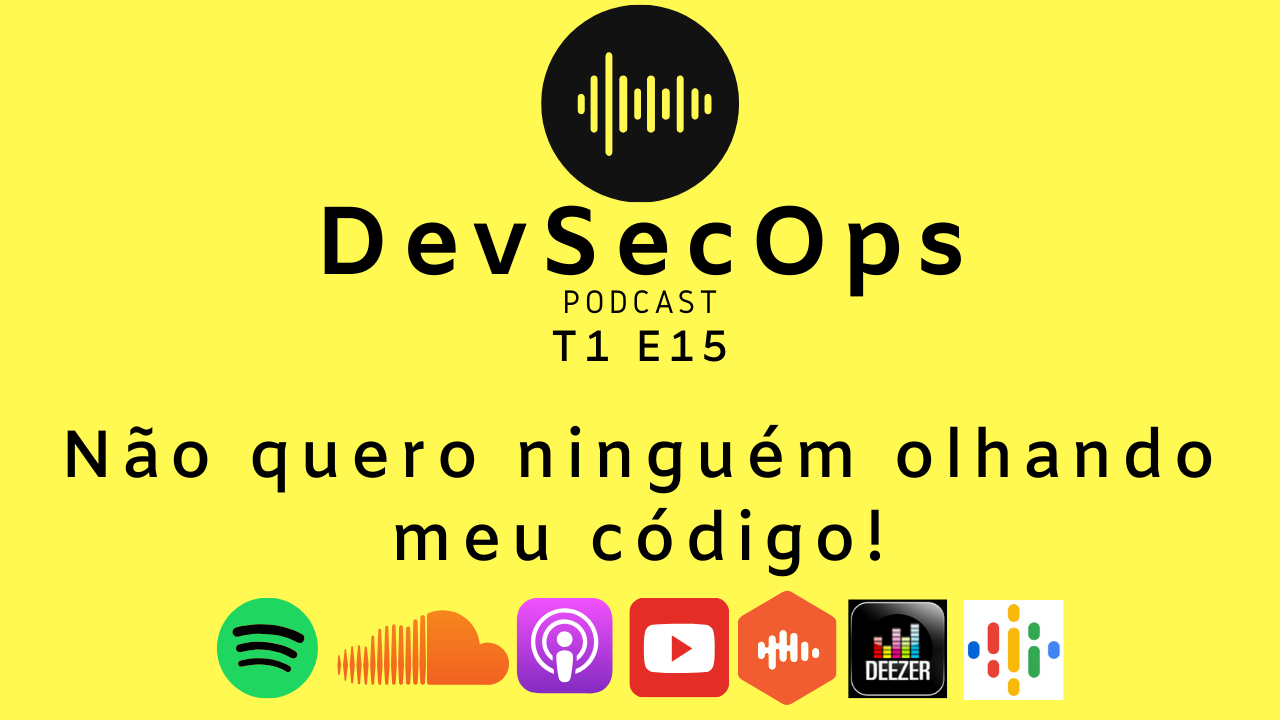 DevSecOps
PODCAST
T1 E15
Não quero ninguém olhando
meu código!
DEEZER